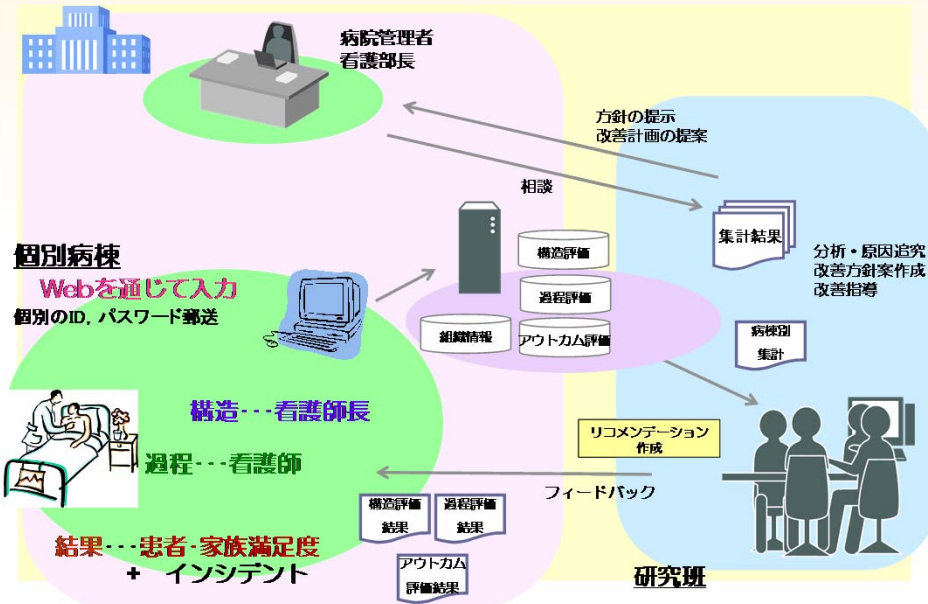 病院管理者
看護部長
方針の提示
改善計画の提案
相談
集計結果
分析・原因追究
改善方針案作成
改善指導
個別病棟
Webを通じて入力
個別のID，パスワード郵送
構造評価
過程評価
組織情報
アウトカム評価
病棟別
集計
構造･･･看護師長
過程･･･看護師
リコメンデーション
作成
フィードバック
構造評価
結果
過程評価
結果
結果･･･患者・家族満足度
+ インシデント
アウトカム
評価結果
研究班